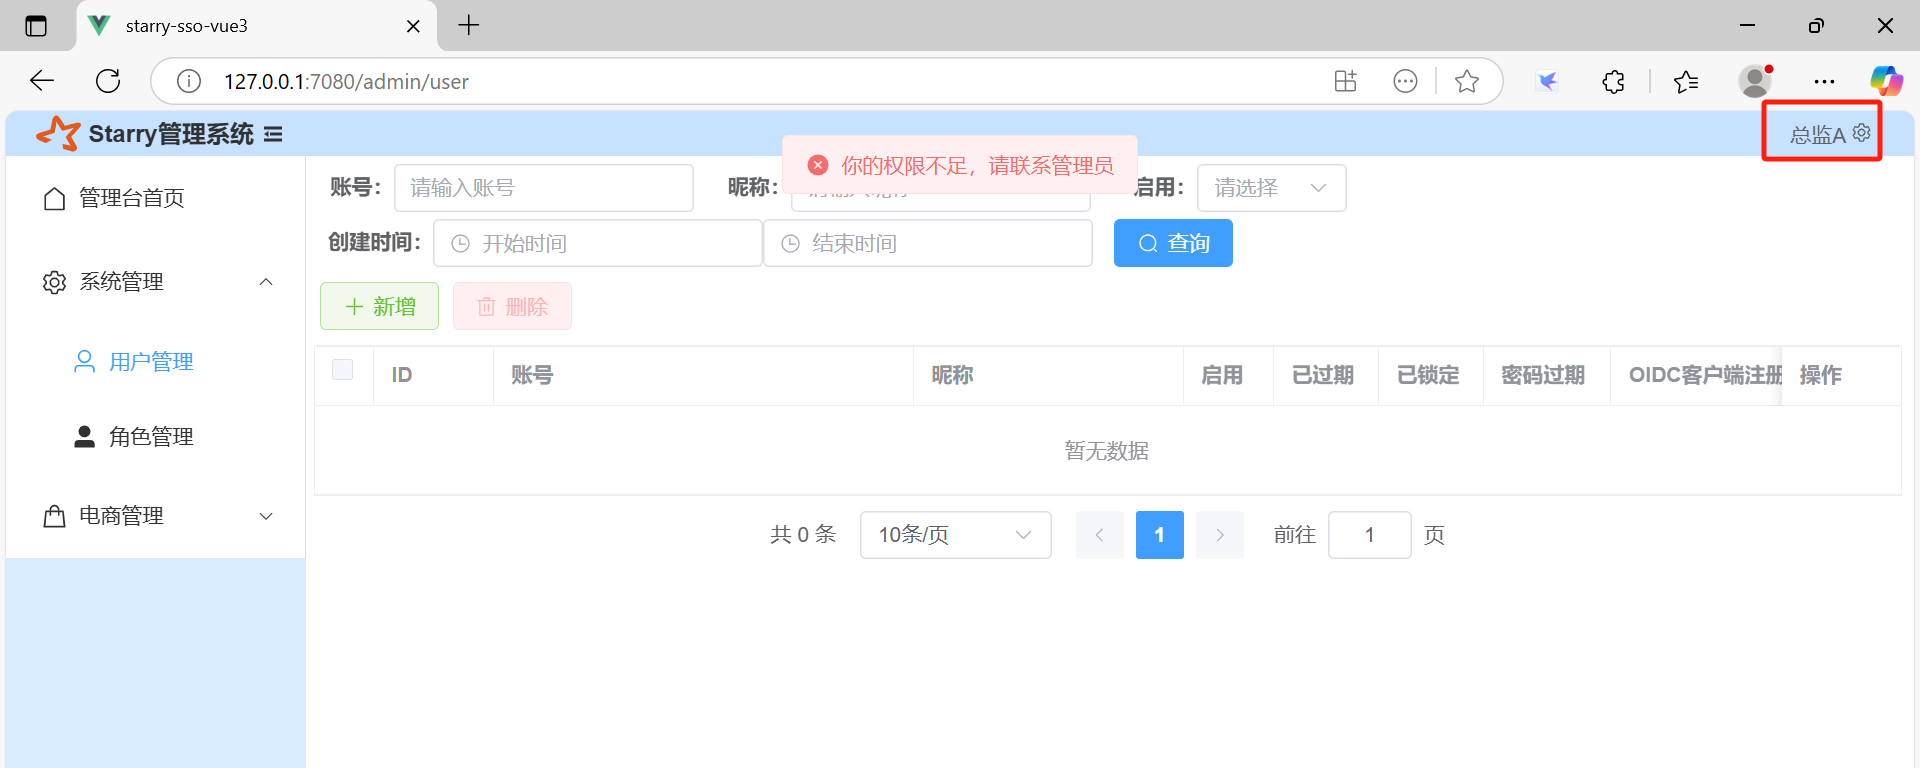 starry-sso-vue3
127.0.0.1:7080/admin/user
Starry管理系统
总监A
你的权限不足，请联系管理员
管理台首页
系统管理
用户管理
角色管理
电商管理
账号：
请输入账号
昵称：
启用：
请选择
创建时间：
开始时间
结束时间
查询
新增
删除
ID 账号 昵称 启用 已过期 已锁定 密码过期 OIDC客户端注册 操作
暂无数据
共 0 条 10条/页 1 前往 1 页